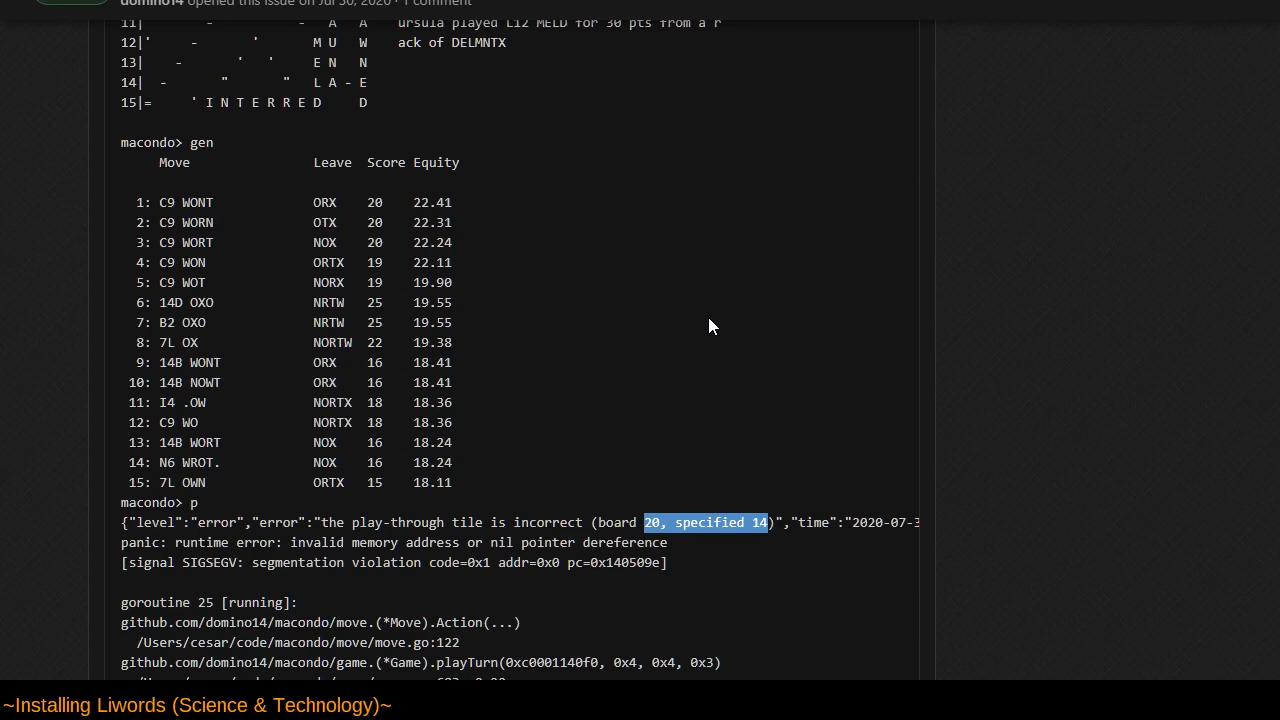 domino14 opened this issue on Jul 30, 2020 · 1 comment
11|        -           -   A   A    ursula played L12 MELD for 30 pts from a r
12|'     -       '       M U   W    ack of DELMNTX
13|    -       '   '     E N   N
14|  -       "       "   L A - E
15|=     ' I N T E R R E D     D
macondo> gen
     Move                Leave  Score Equity
  1: C9 WONT             ORX    20    22.41
  2: C9 WORN             OTX    20    22.31
  3: C9 WORT             NOX    20    22.24
  4: C9 WON              ORTX   19    22.11
  5: C9 WOT              NORX   19    19.90
  6: 14D OXO             NRTW   25    19.55
  7: B2 OXO              NRTW   25    19.55
  8: 7L OX               NORTW  22    19.38
  9: 14B WONT            ORX    16    18.41
 10: 14B NOWT            ORX    16    18.41
 11: I4 .OW              NORTX  18    18.36
 12: C9 WO               NORTX  18    18.36
 13: 14B WORT            NOX    16    18.24
 14: N6 WROT.            NOX    16    18.24
 15: 7L OWN              ORTX   15    18.11
macondo> p
{"level":"error","error":"the play-through tile is incorrect (board 20, specified 14)","time":"2020-07-3
panic: runtime error: invalid memory address or nil pointer dereference
[signal SIGSEGV: segmentation violation code=0x1 addr=0x0 pc=0x140509e]
goroutine 25 [running]:
github.com/domino14/macondo/move.(*Move).Action(...)
  /Users/cesar/code/macondo/move/move.go:122
github.com/domino14/macondo/game.(*Game).playTurn(0xc0001140f0, 0x4, 0x4, 0x3)
~Installing Liwords (Science & Technology)~